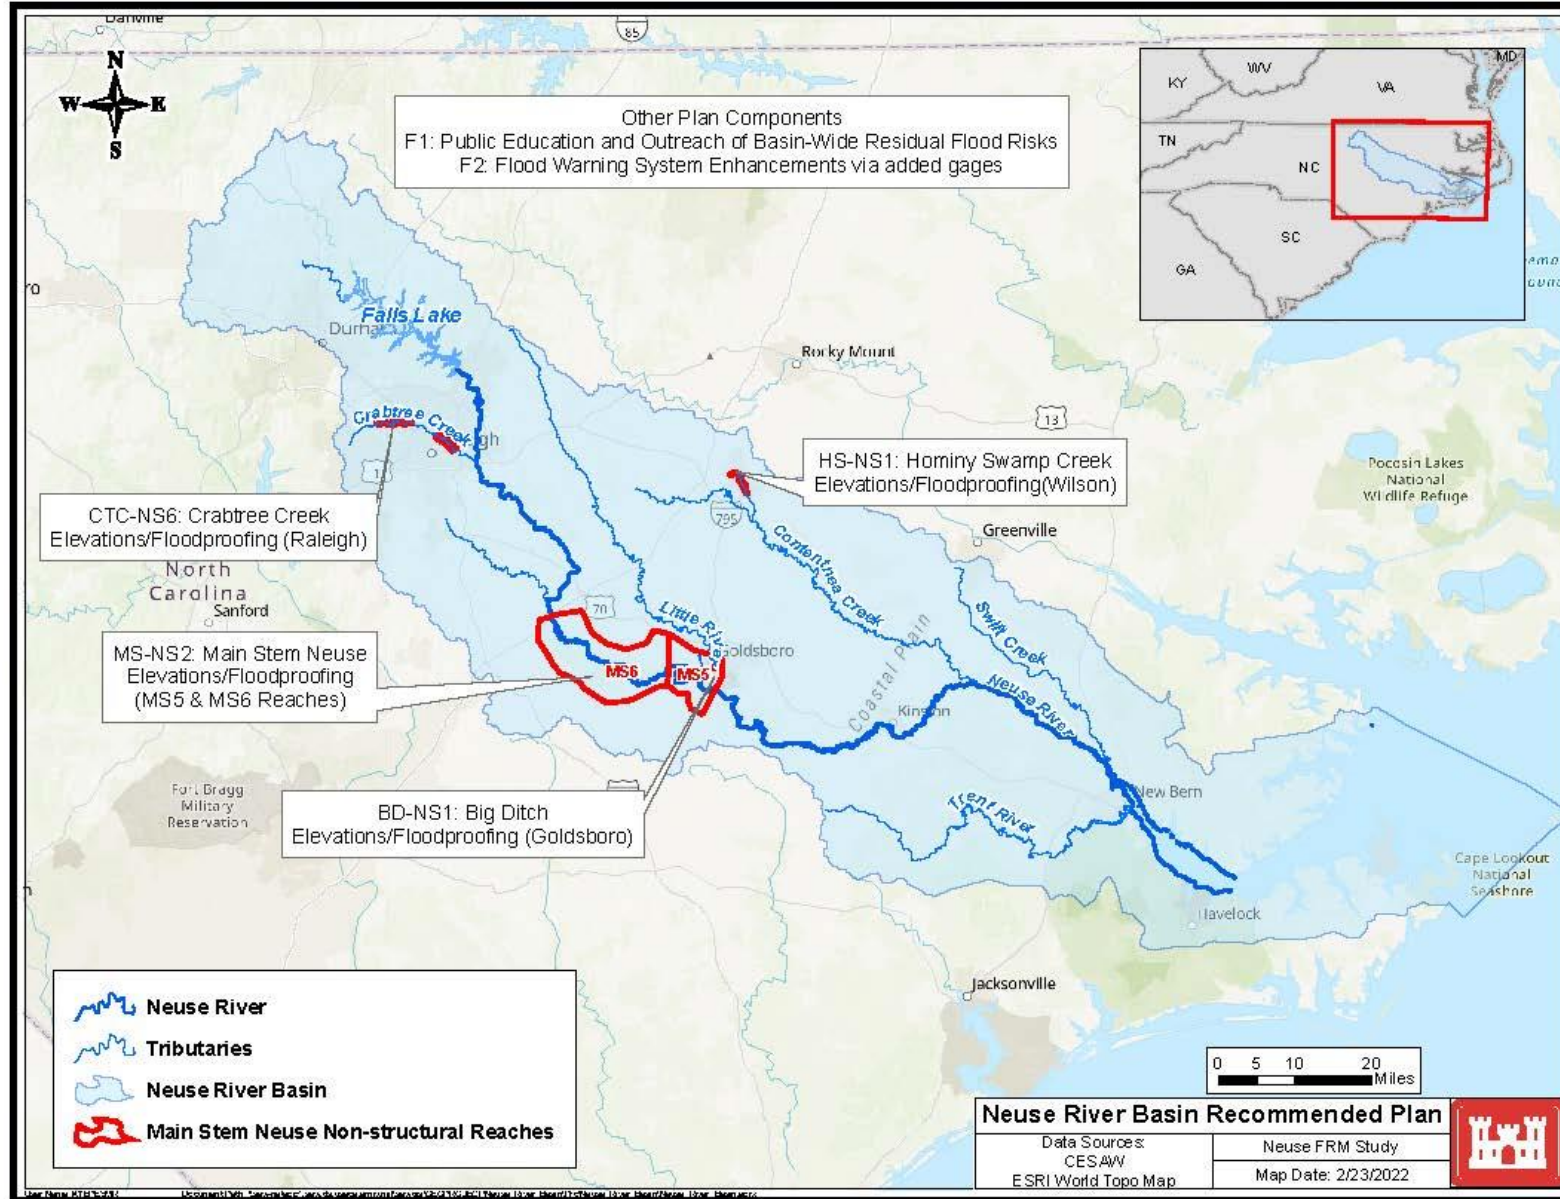 Danville
85
N
W E
S
Other Plan Components
F1: Public Education and Outreach of Basin-Wide Residual Flood Risks
F2: Flood Warning System Enhancements via added gages
KY
WV
MD
VA
TN
NC
SC
GA
Falls Lake
Rocky Mount
13
Crabtree Creek
1
HS-NS1: Hominy Swamp Creek
Elevations/Floodproofing(Wilson)
Pocosin Lakes
National
Wildlife Refuge
795
Greenville
CTC-NS6: Crabtree Creek
Elevations/Floodproofing (Raleigh)
Contentnea Creek
North
Carolina
Sanford
70
Little River
Swift Creek
Coastal Plain
MS-NS2: Main Stem Neuse
Elevations/Floodproofing
(MS5 & MS6 Reaches)
MS6
MS5
Goldsboro
Neuse River
Fort Bragg
Military
Reservation
BD-NS1: Big Ditch
Elevations/Floodproofing (Goldsboro)
Trent River
New Bern
Cape Lookout
National
Seashore
Havelock
Jacksonville
Neuse River
Tributaries
Neuse River Basin
Main Stem Neuse Non-structural Reaches
0 5 10 20
Miles
Neuse River Basin Recommended Plan
Data Sources:
CESAW
ESRI World Topo Map
Neuse FRM Study
Map Date: 2/23/2022